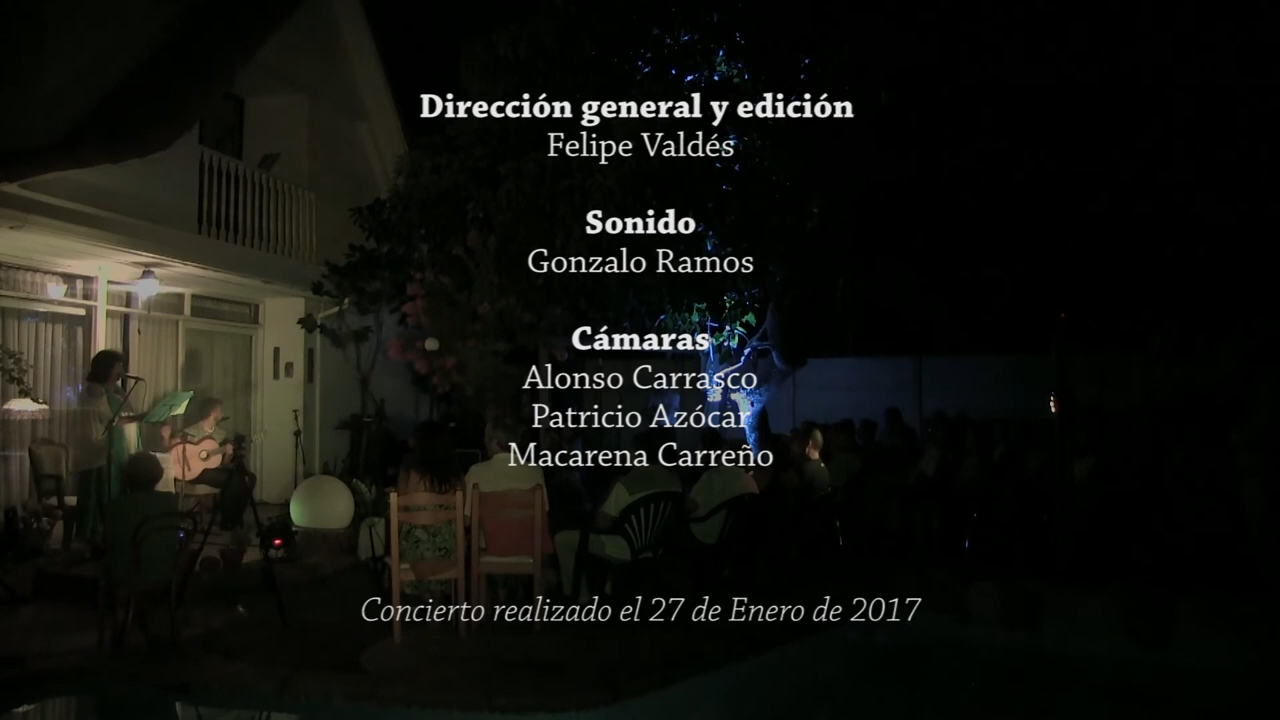 Dirección general y edición
Felipe Valdés
Sonido
Gonzalo Ramos
Cámaras
Alonso Carrasco
Patricio Azócar
Macarena Carreño
Concierto realizado el 27 de Enero de 2017